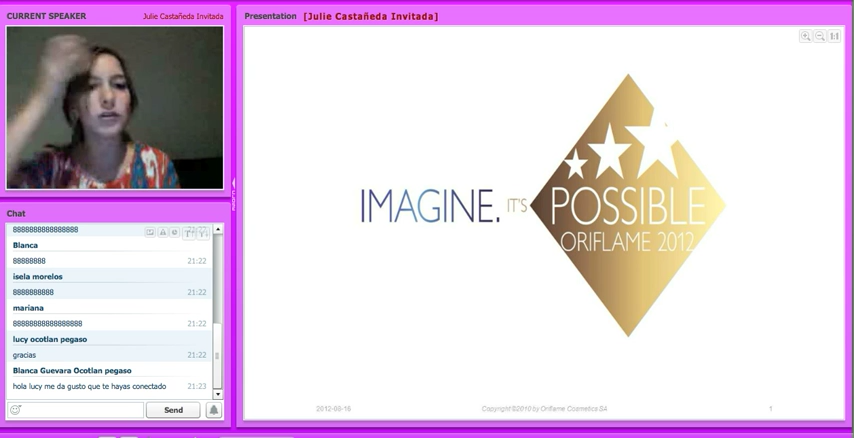 CURRENT SPEAKER Julie Castañeda Invitada
Chat
8888888888888888
Blanca
88888888 21:22
isela morelos
8888888888 21:22
mariana
88888888888888888 21:22
lucy ocotlan pegaso
gracias 21:22
Blanca Guevara Ocotlan pegaso
hola lucy me da gusto que te hayas conectado 21:23
Send
Presentation [Julie Castañeda Invitada]
1:1
IMAGINE. IT'S POSSIBLE
ORIFLAME 2012
2012-08-16 Copyright ©2010 by Oriflame Cosmetics SA 1